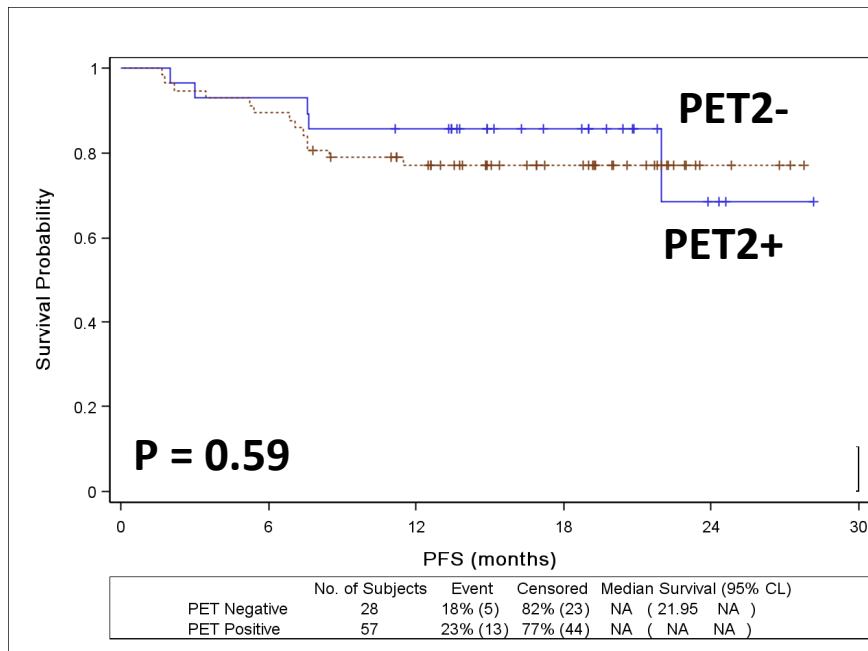 1
PET2-
0.8
0.6
PET2+
0.4
0.2
P = 0.59
0
Survival Probability
0 6 12 18 24 30
PFS (months)
No. of Subjects Event Censored Median Survival (95% CL)
PET Negative 28 18% (5) 82% (23) NA ( 21.95 NA )
PET Positive 57 23% (13) 77% (44) NA ( NA NA )